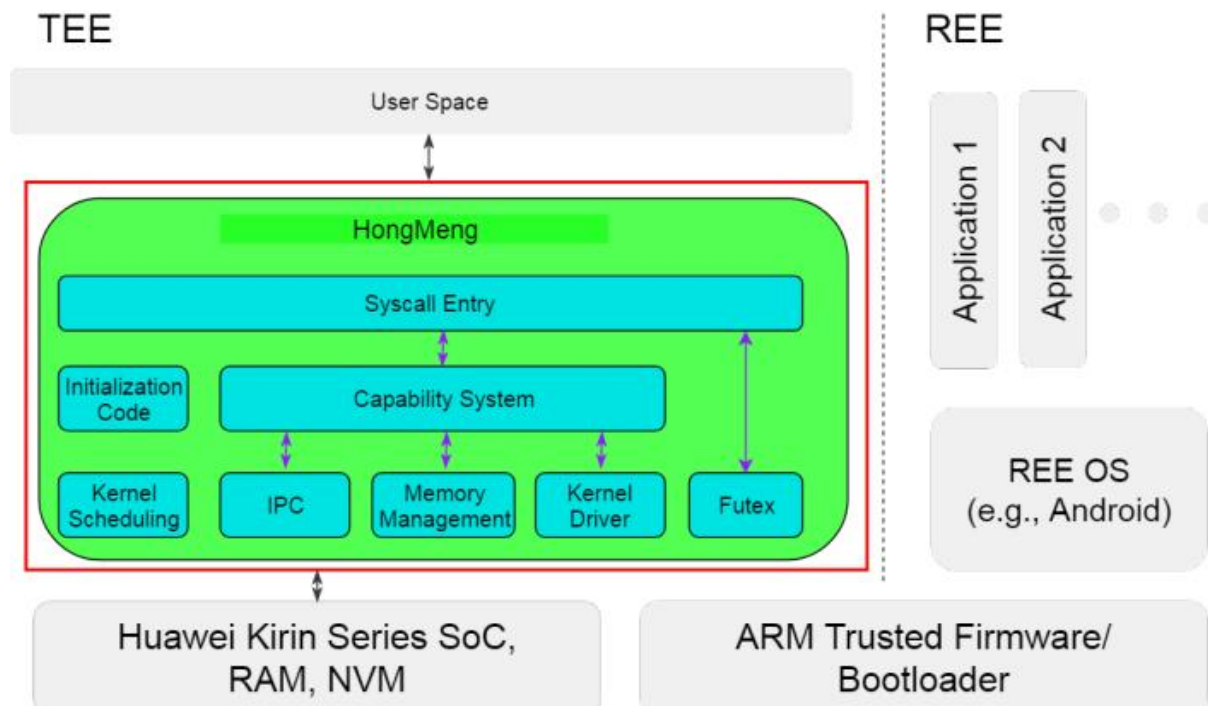 TEE
REE
User Space
HongMeng
Syscall Entry
Initialization
Code
Capability System
Kernel
Scheduling
IPC
Memory
Management
Kernel
Driver
Futex
Application 1
Application 2
REE OS
(e.g., Android)
Huawei Kirin Series SoC,
RAM, NVM
ARM Trusted Firmware/
Bootloader